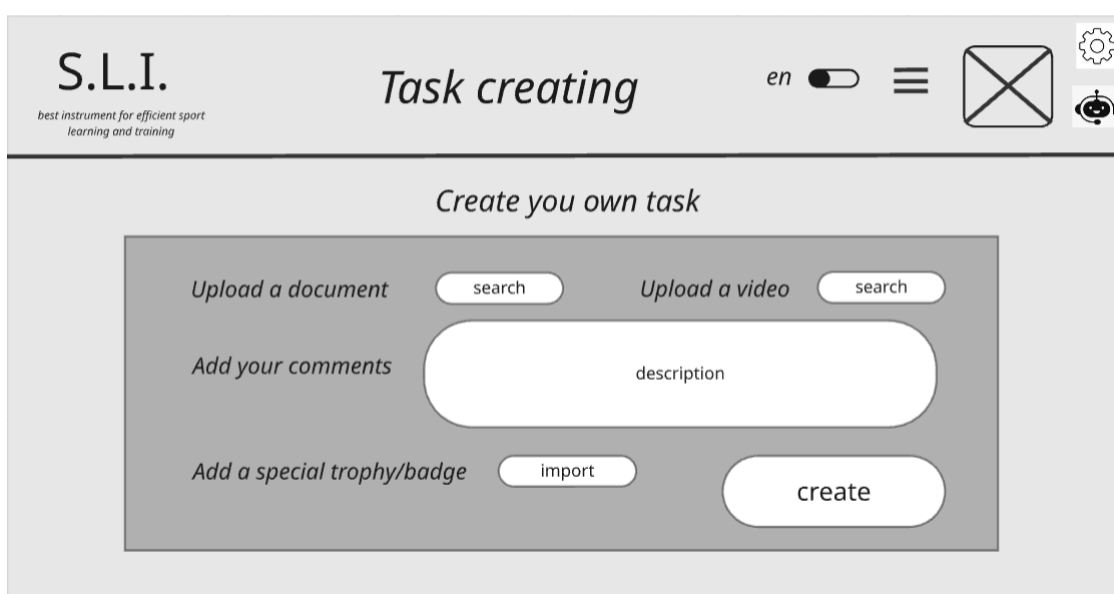 S.L.I.
best instrument for efficient sport
learning and training
Task creating
en
Create you own task
Upload a document
search
Upload a video
search
Add your comments
description
Add a special trophy/badge
import
create